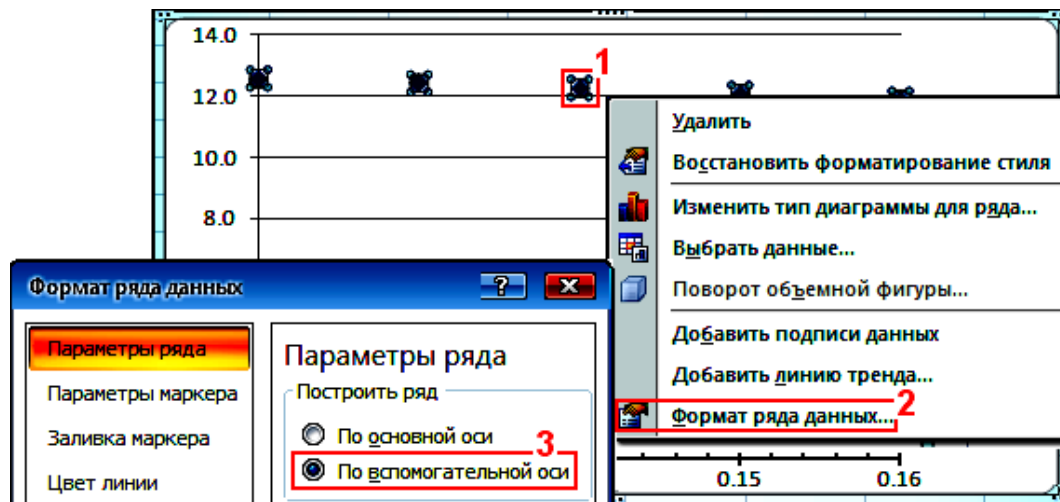 14.0
12.0
10.0
8.0
1
Удалить
Восстановить форматирование стиля
Изменить тип диаграммы для ряда...
Выбрать данные...
Поворот объемной фигуры...
Добавить подписи данных
Добавить линию тренда...
Формат ряда данных...
2
0.15
0.16
Формат ряда данных
?
Параметры ряда
Параметры маркера
Заливка маркера
Цвет линии
Параметры ряда
Построить ряд
По основной оси
3
По вспомогательной оси